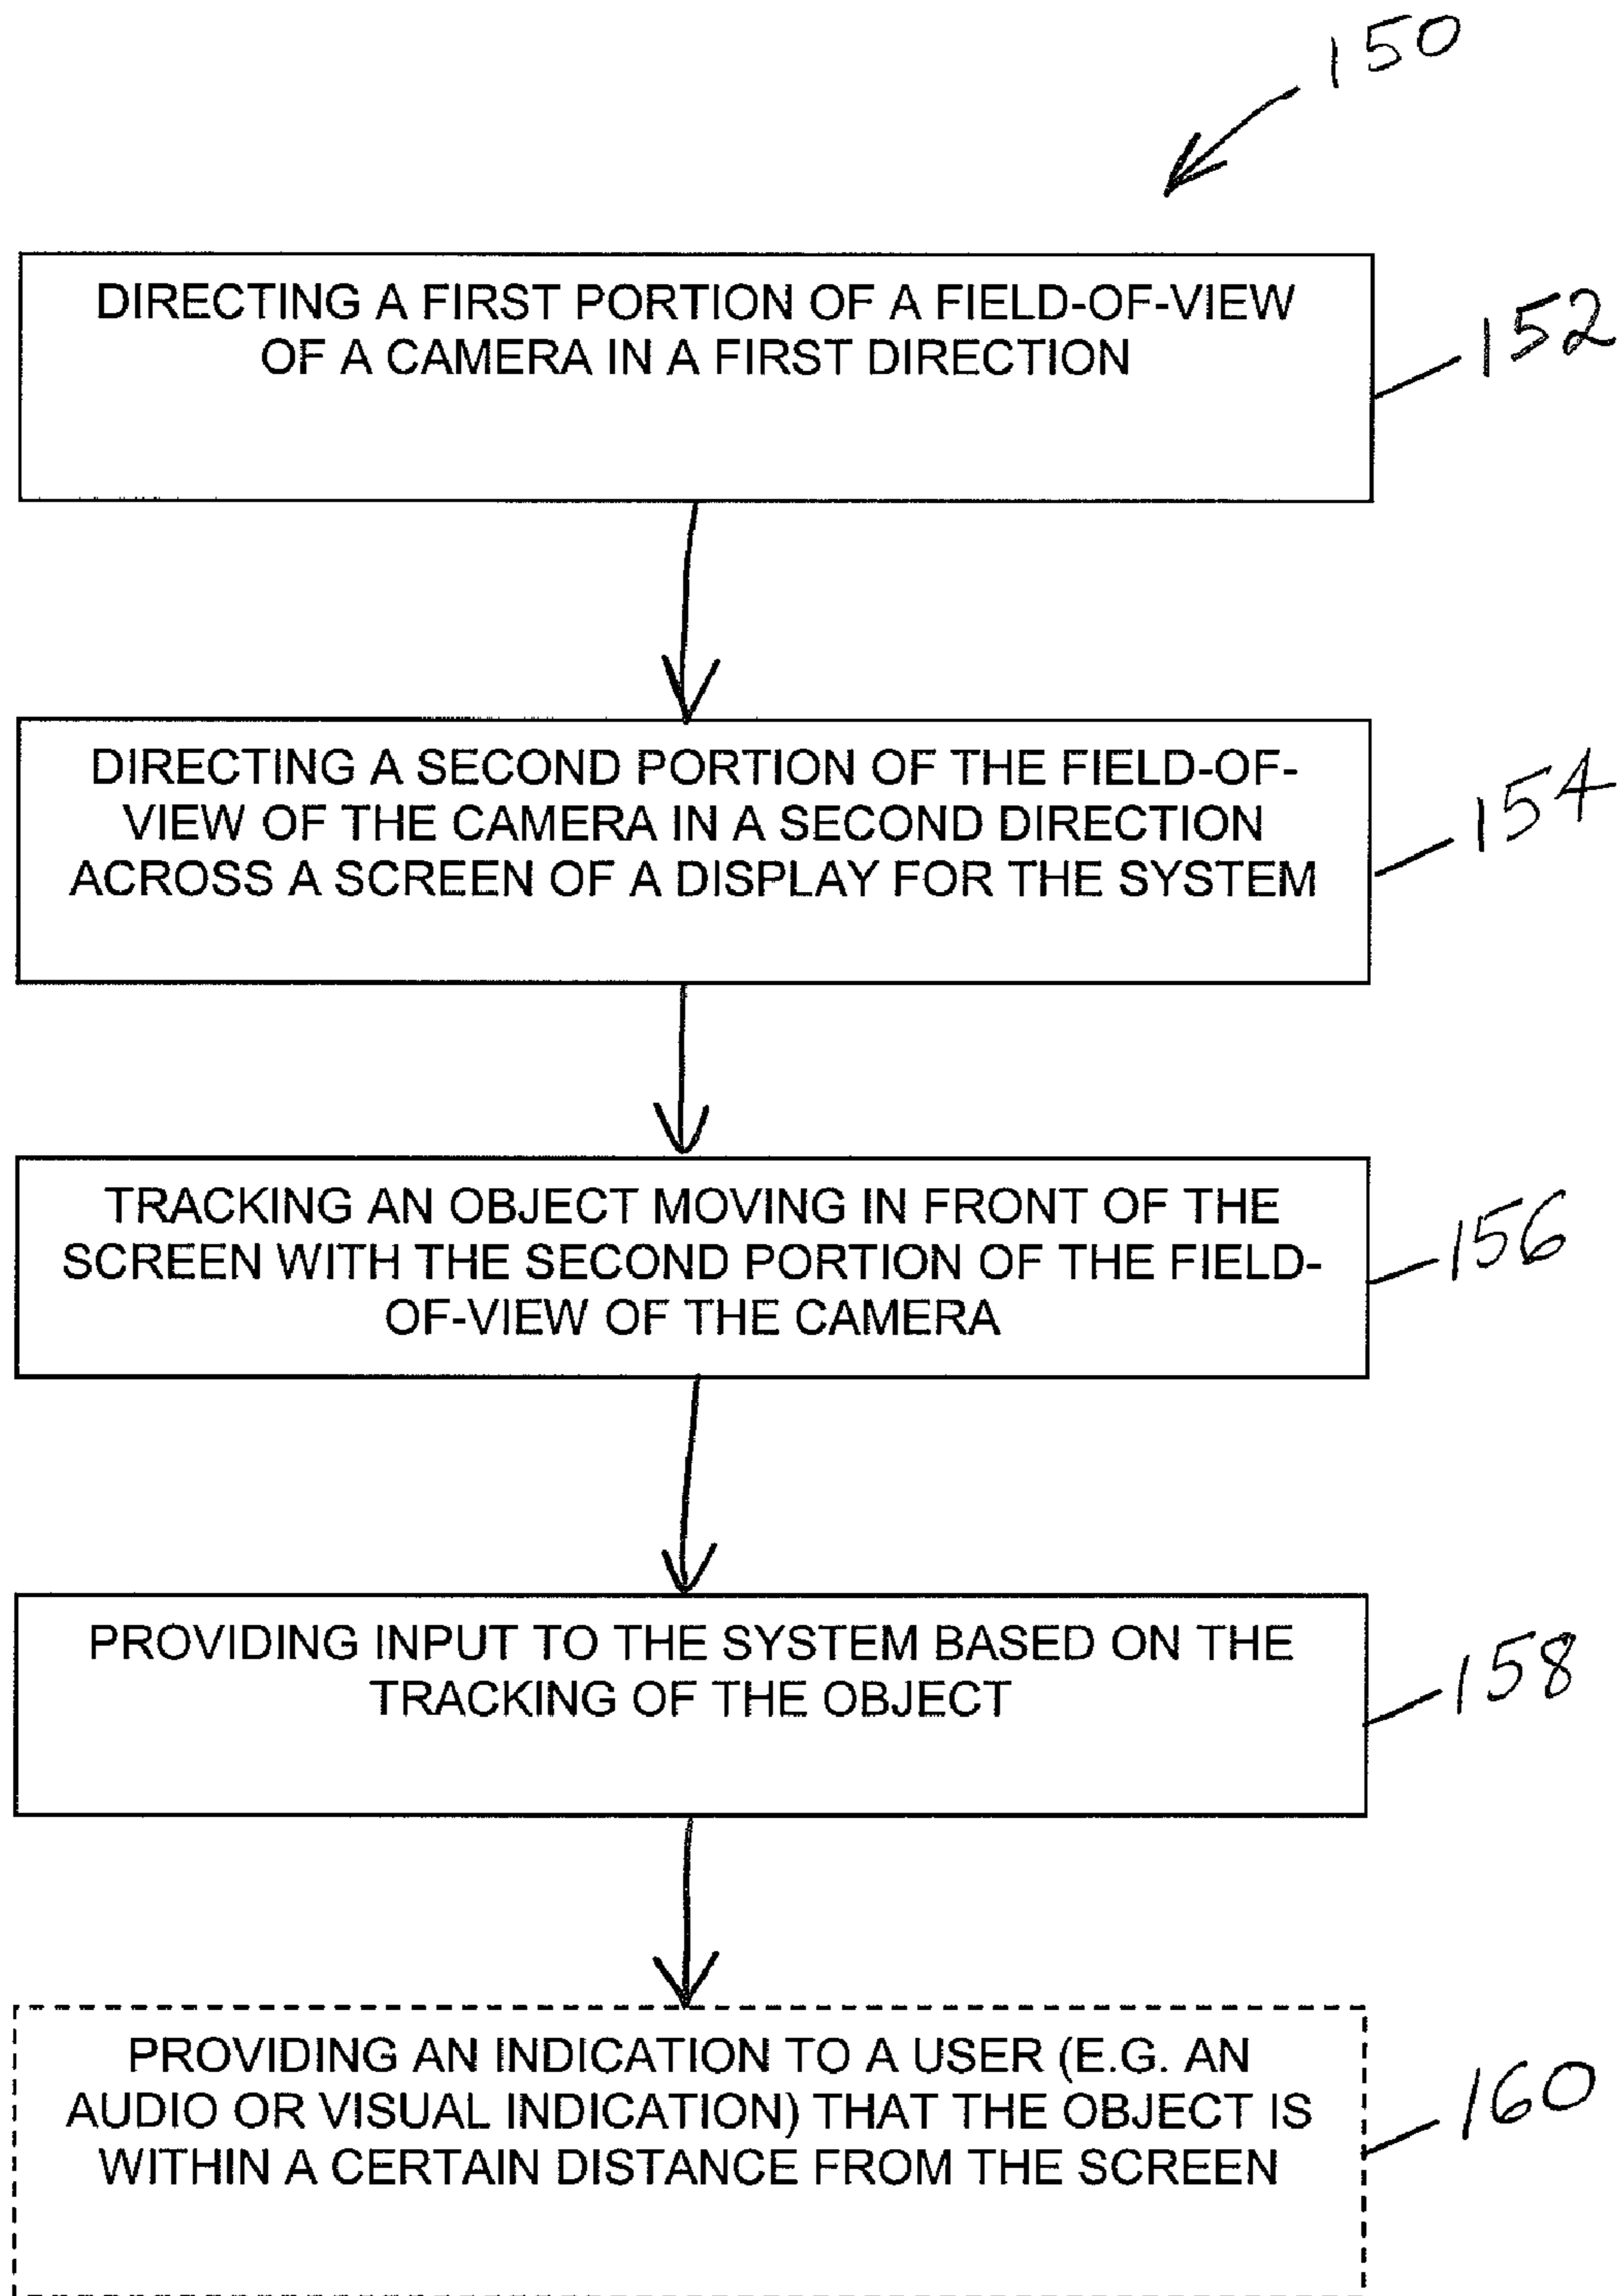 150
DIRECTING A FIRST PORTION OF A FIELD-OF-VIEW
OF A CAMERA IN A FIRST DIRECTION
152
DIRECTING A SECOND PORTION OF THE FIELD-OF-
VIEW OF THE CAMERA IN A SECOND DIRECTION
ACROSS A SCREEN OF A DISPLAY FOR THE SYSTEM
154
TRACKING AN OBJECT MOVING IN FRONT OF THE
SCREEN WITH THE SECOND PORTION OF THE FIELD-
OF-VIEW OF THE CAMERA
156
PROVIDING INPUT TO THE SYSTEM BASED ON THE
TRACKING OF THE OBJECT
158
PROVIDING AN INDICATION TO A USER (E.G. AN
AUDIO OR VISUAL INDICATION) THAT THE OBJECT IS
WITHIN A CERTAIN DISTANCE FROM THE SCREEN
160